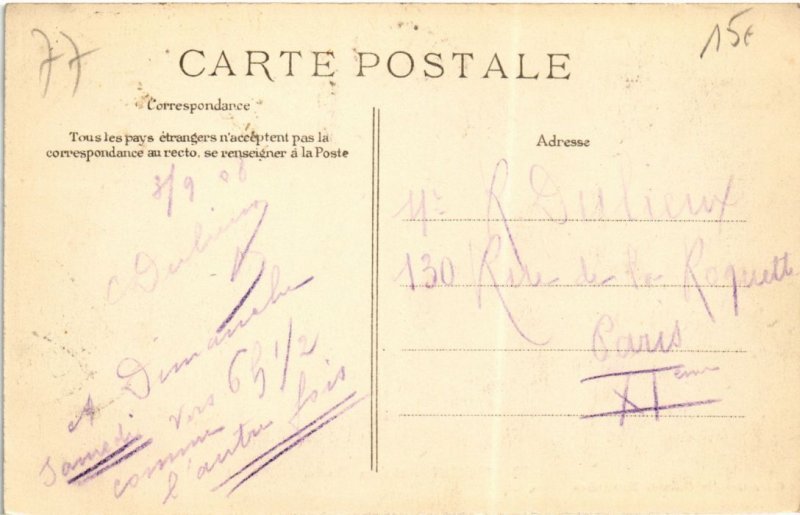 77
15€
CARTE POSTALE
Correspondance
Tous les pays étrangers n'acceptent pas la
correspondance au recto, se renseigner à la Poste
8/9 08
C Dulieux
A Dimanche
Samedi vers 6h 1/2
comme
l'autre fois
Adresse
R. Dulieux
130 Rue de la Roquette
Paris
XIème